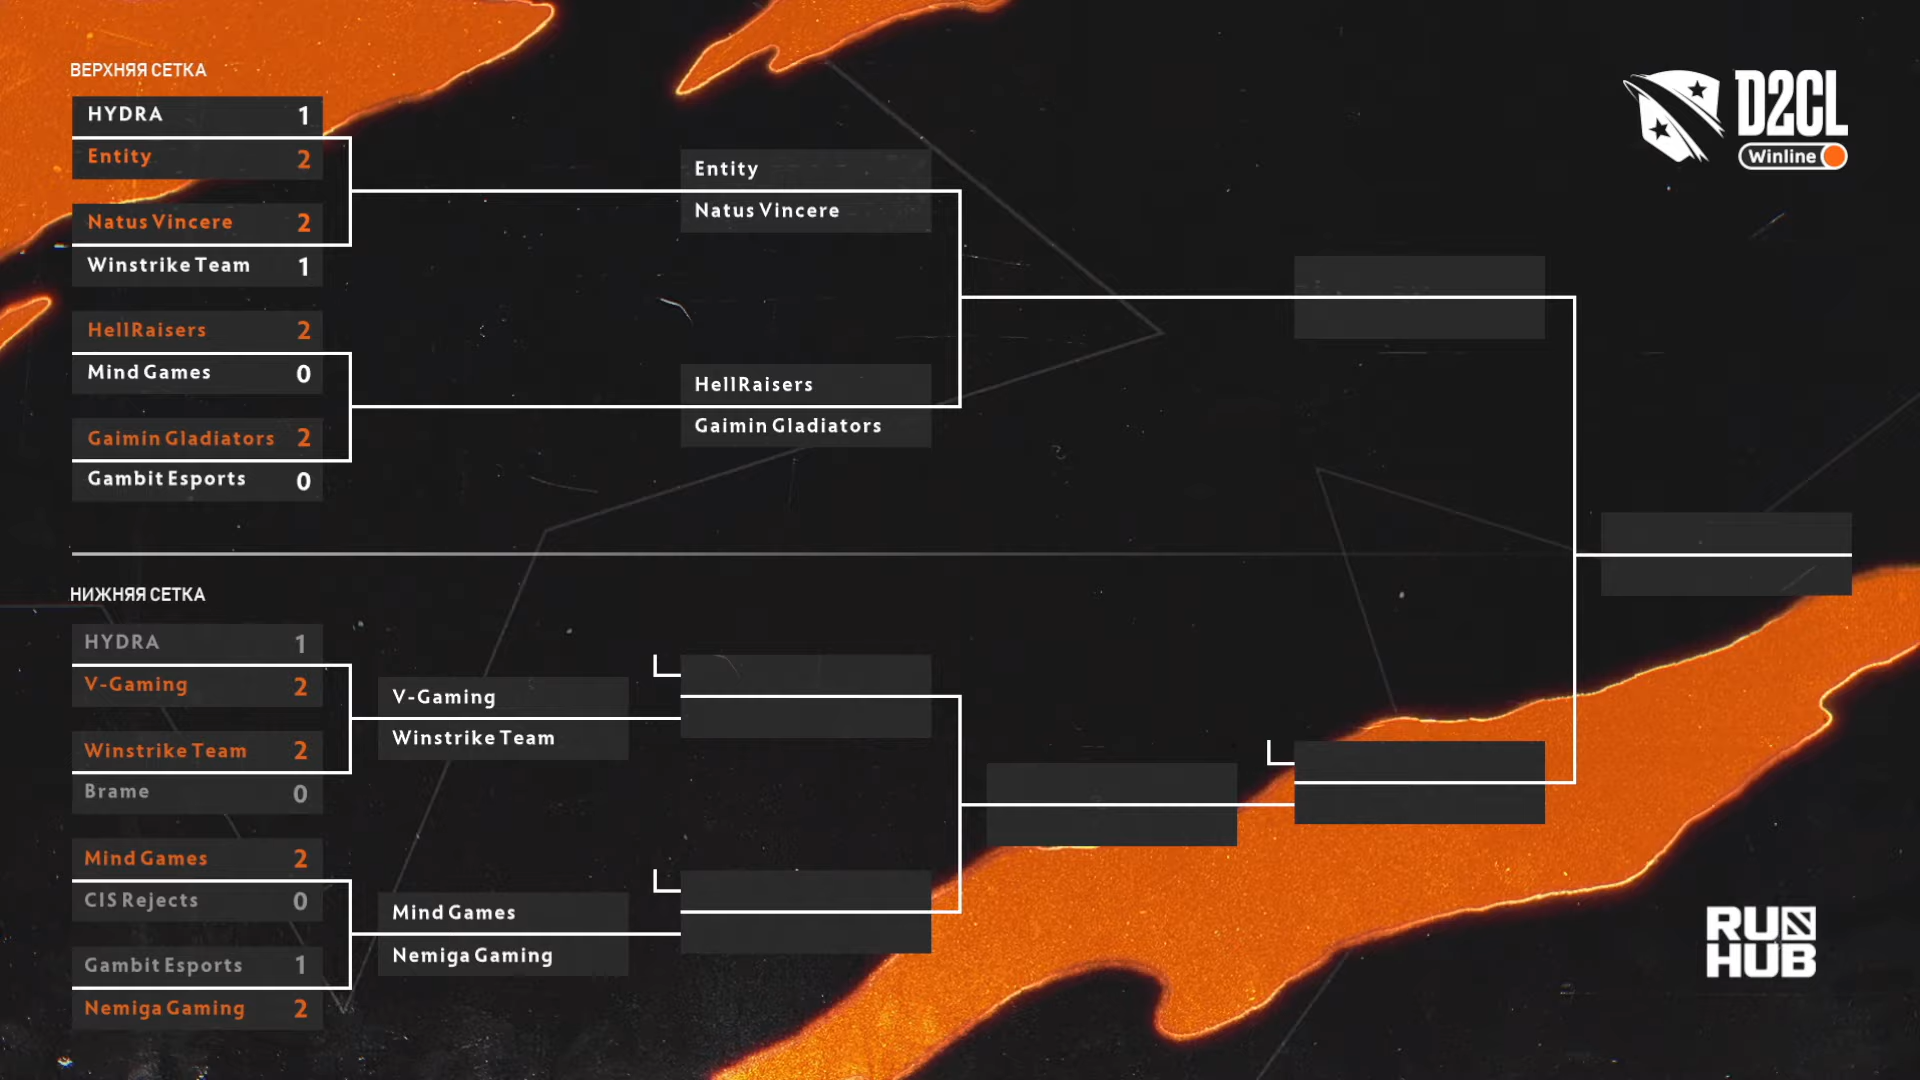 ВЕРХНЯЯ СЕТКА
HYDRA 1
Entity 2
Natus Vincere 2
Winstrike Team 1
HellRaisers 2
Mind Games 0
Gaimin Gladiators 2
Gambit Esports 0
Entity
Natus Vincere
HellRaisers
Gaimin Gladiators
D2CL
Winline
НИЖНЯЯ СЕТКА
HYDRA 1
V-Gaming 2
Winstrike Team 2
Brame 0
Mind Games 2
CIS Rejects 0
Gambit Esports 1
Nemiga Gaming 2
V-Gaming
Winstrike Team
Mind Games
Nemiga Gaming
RU
HUB